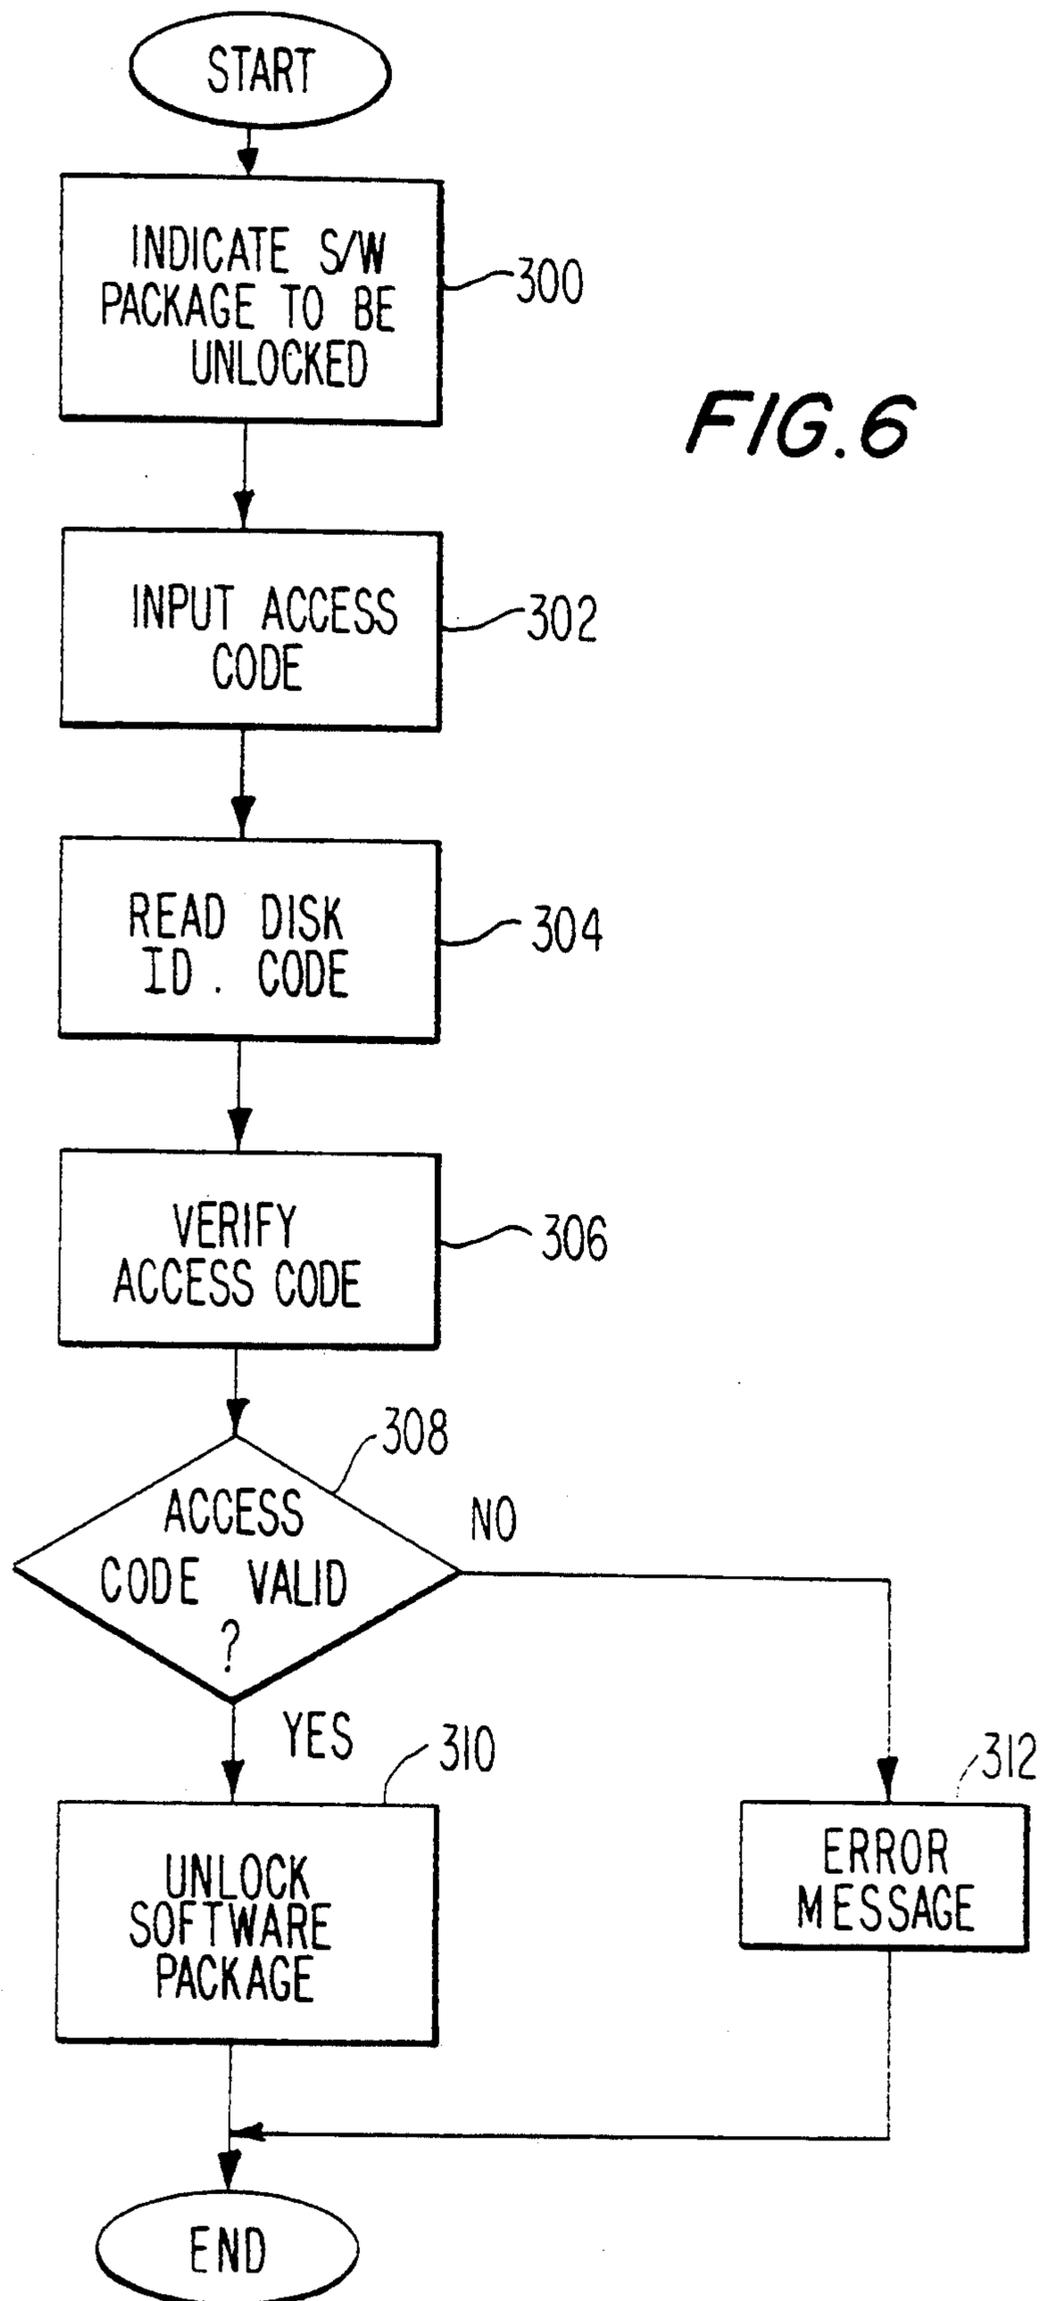 START
INDICATE S/W
PACKAGE TO BE
UNLOCKED
300
FIG.6
INPUT ACCESS
CODE
302
READ DISK
ID. CODE
304
VERIFY
ACCESS CODE
306
308
ACCESS
CODE VALID
?
NO
YES
310
312
UNLOCK
SOFTWARE
PACKAGE
ERROR
MESSAGE
END